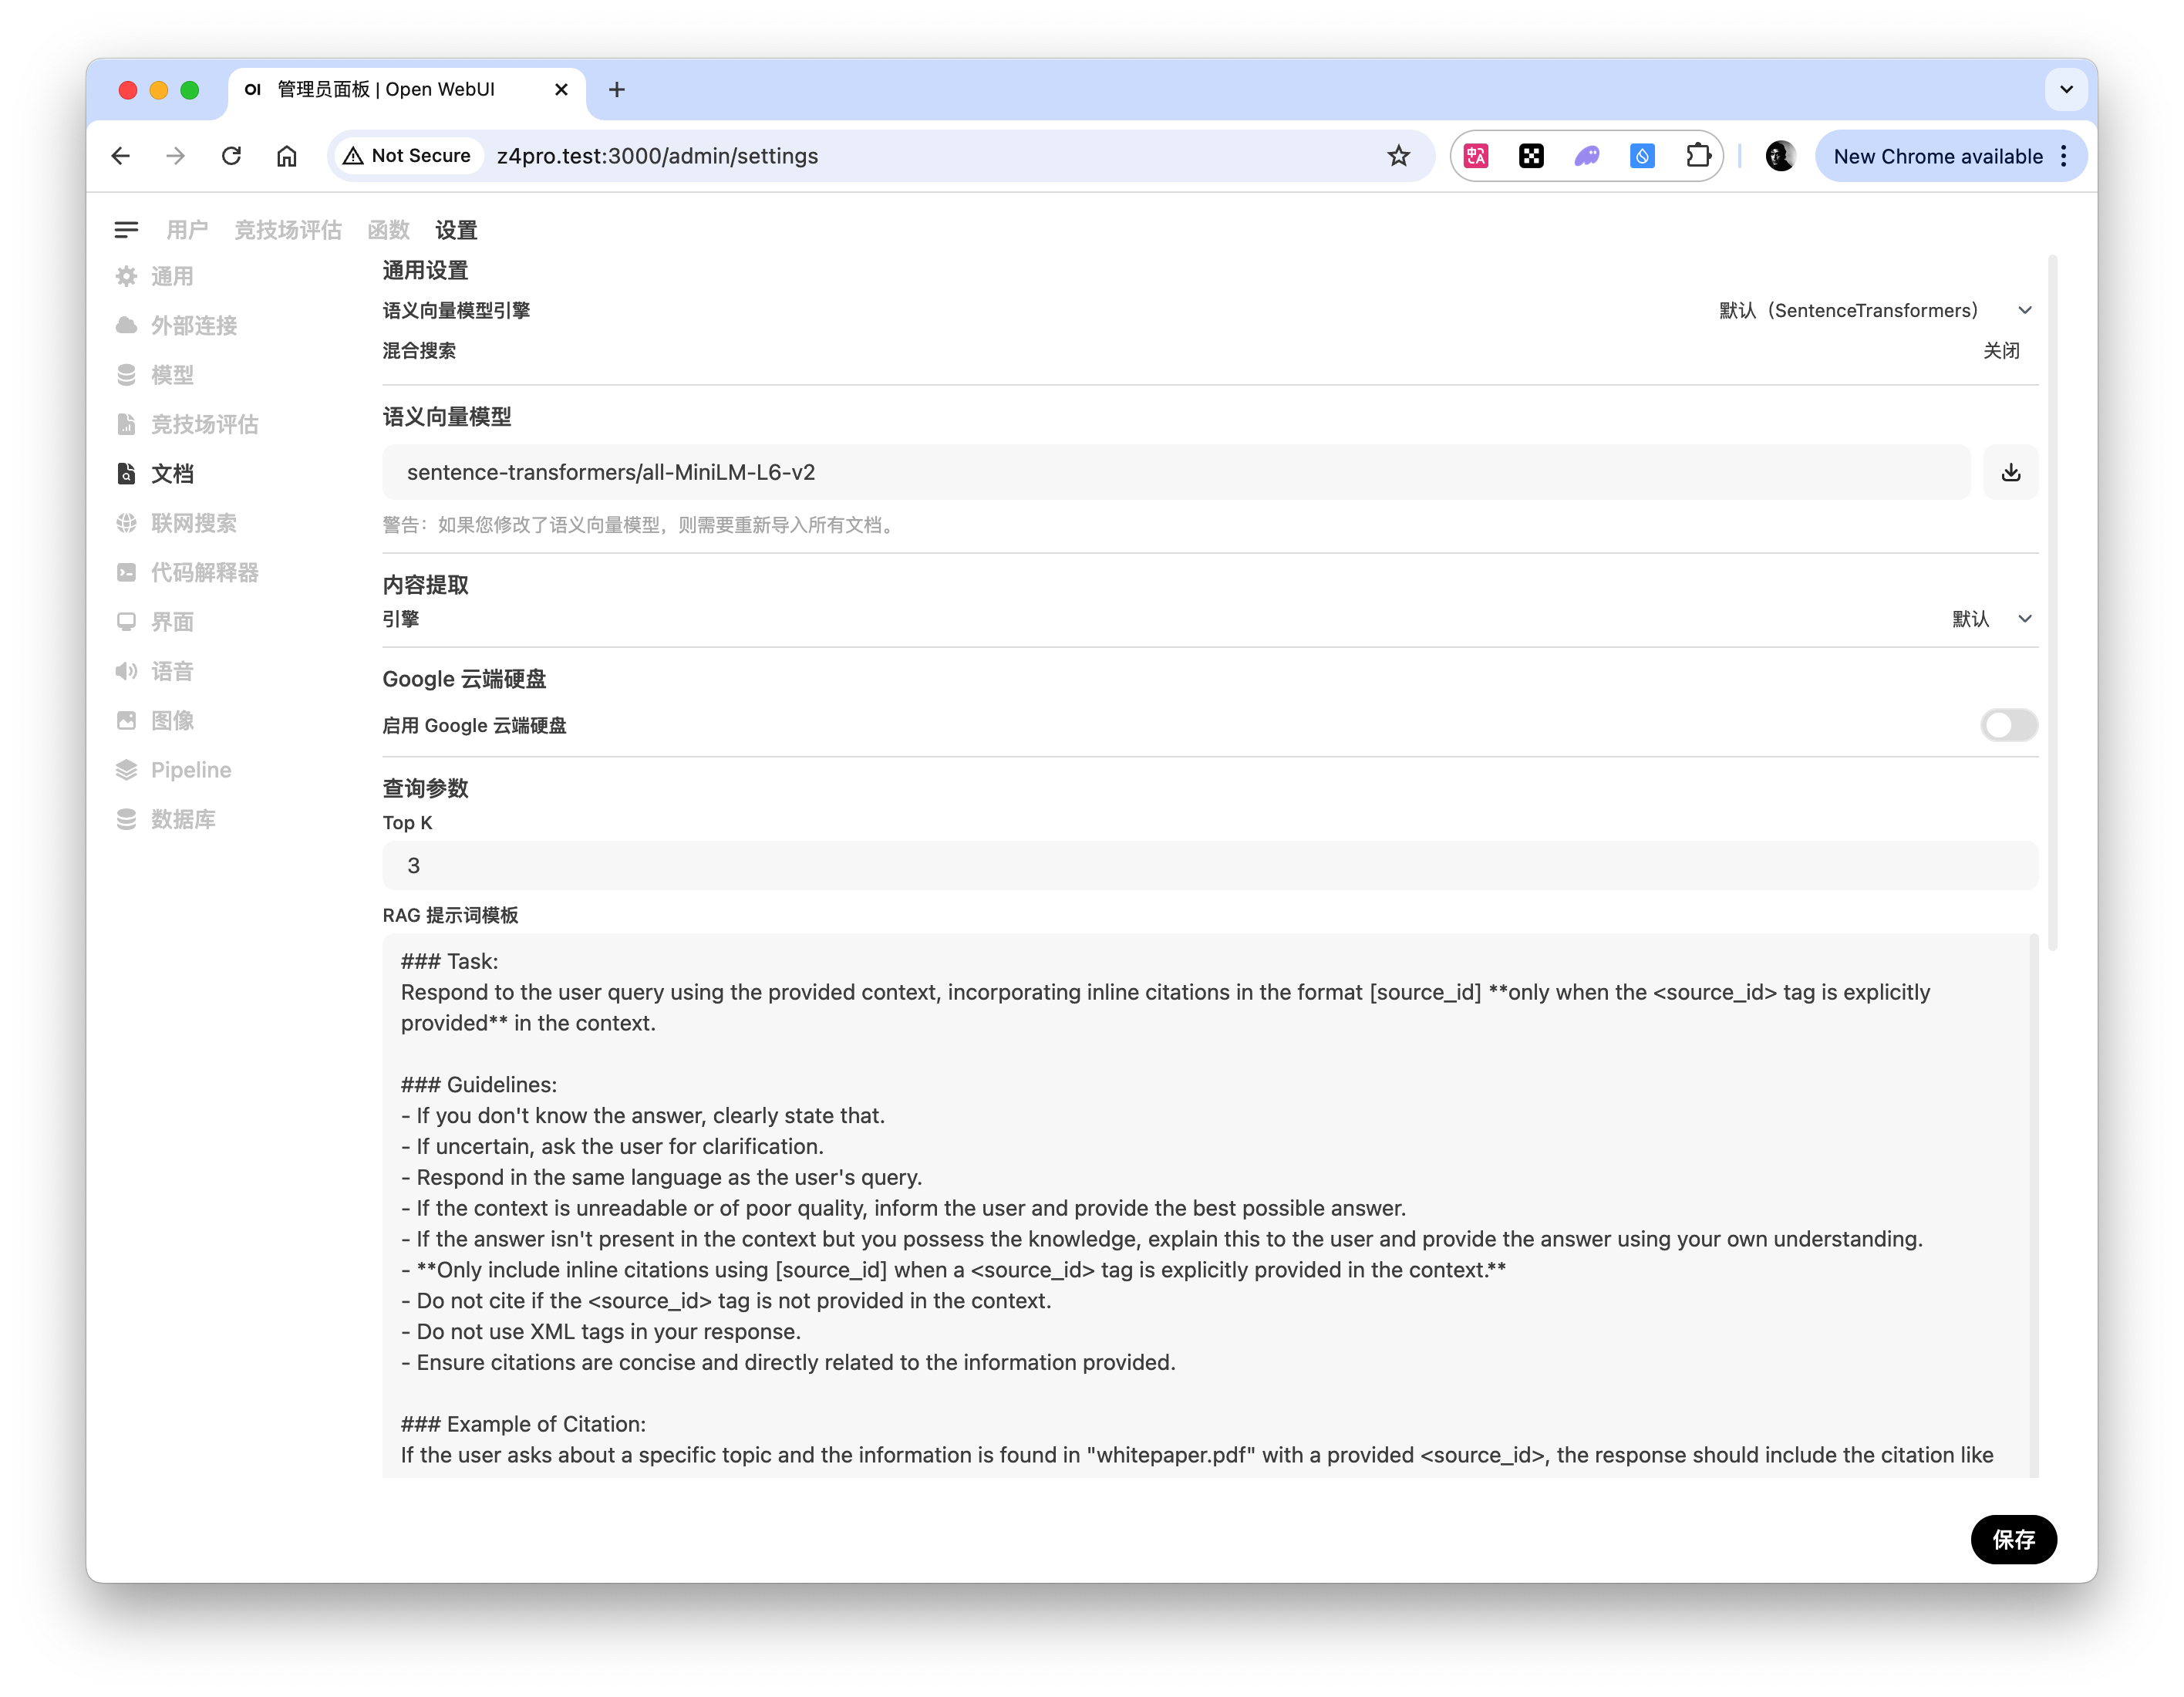 OI 管理员面板 | Open WebUI
Not Secure z4pro.test:3000/admin/settings
New Chrome available
用户 竞技场评估 函数 设置
通用
外部连接
模型
竞技场评估
文档
联网搜索
代码解释器
界面
语音
图像
Pipeline
数据库
通用设置
语义向量模型引擎 默认（SentenceTransformers）
混合搜索 关闭
语义向量模型
sentence-transformers/all-MiniLM-L6-v2
警告：如果您修改了语义向量模型，则需要重新导入所有文档。
内容提取
引擎 默认
Google 云端硬盘
启用 Google 云端硬盘
查询参数
Top K
3
RAG 提示词模板
### Task:
Respond to the user query using the provided context, incorporating inline citations in the format [source_id] **only when the <source_id> tag is explicitly
provided** in the context.
### Guidelines:
- If you don't know the answer, clearly state that.
- If uncertain, ask the user for clarification.
- Respond in the same language as the user's query.
- If the context is unreadable or of poor quality, inform the user and provide the best possible answer.
- If the answer isn't present in the context but you possess the knowledge, explain this to the user and provide the answer using your own understanding.
- **Only include inline citations using [source_id] when a <source_id> tag is explicitly provided in the context.**
- Do not cite if the <source_id> tag is not provided in the context.
- Do not use XML tags in your response.
- Ensure citations are concise and directly related to the information provided.
### Example of Citation:
If the user asks about a specific topic and the information is found in "whitepaper.pdf" with a provided <source_id>, the response should include the citation like
保存